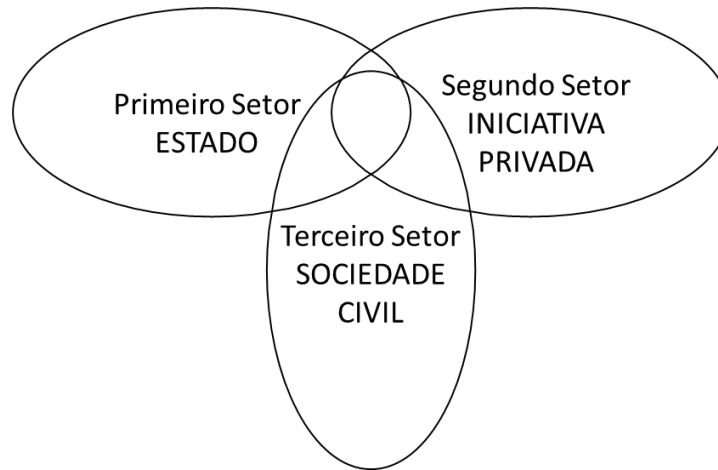 Primeiro Setor
ESTADO
Segundo Setor
INICIATIVA
PRIVADA
Terceiro Setor
SOCIEDADE
CIVIL